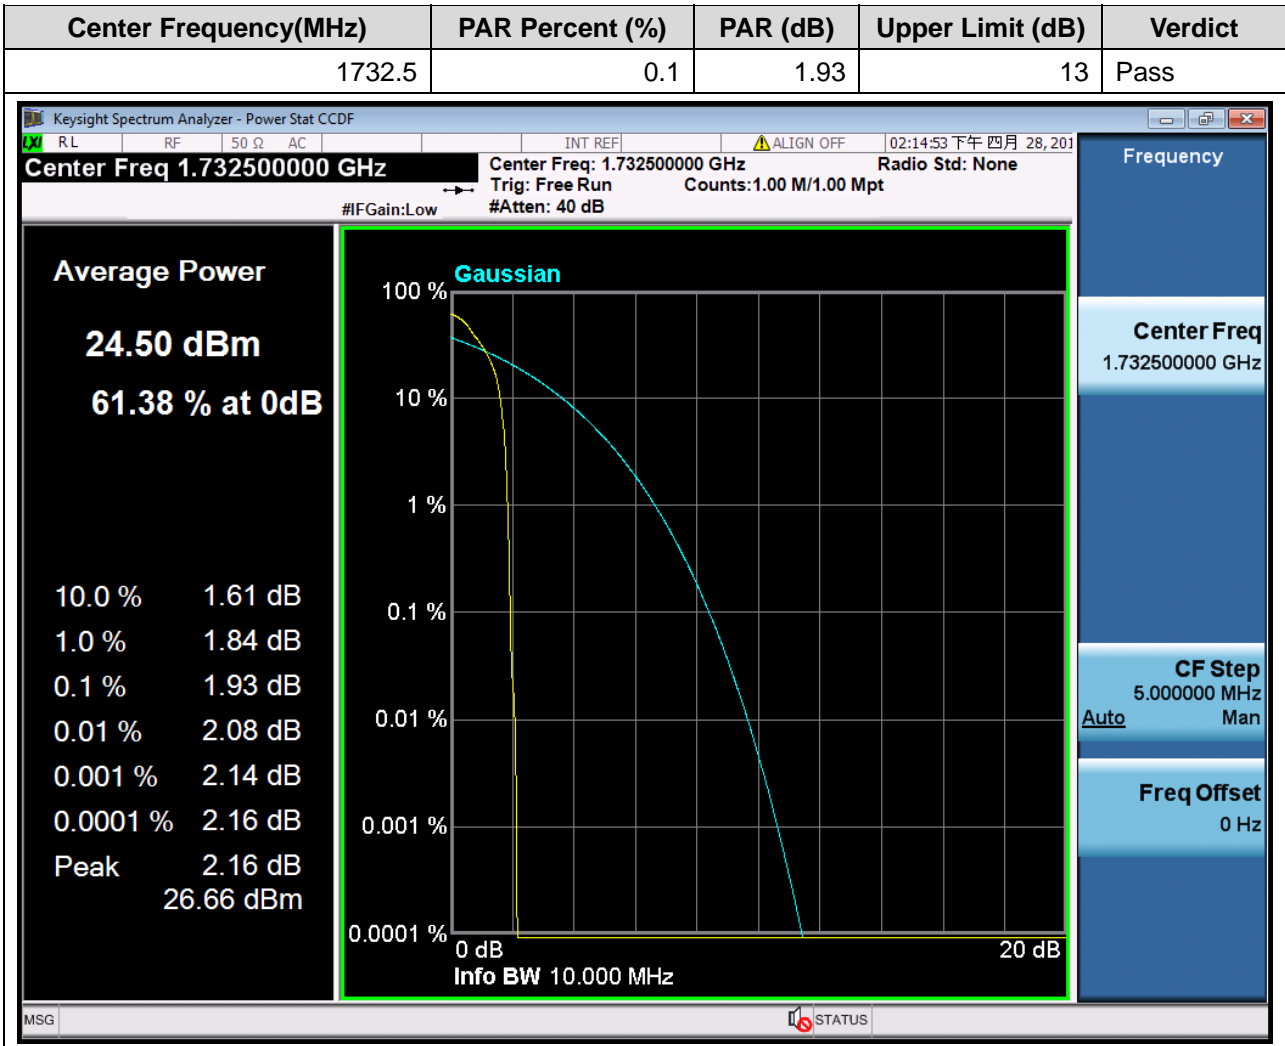 Center Frequency(MHz) PAR Percent (%) PAR (dB) Upper Limit (dB) Verdict
1732.5 0.1 1.93 13 Pass
Keysight Spectrum Analyzer - Power Stat CCDF
LXI RL RF 50 Ω AC INT REF ALIGN OFF 02:14:53 下午 四月 28, 201
Center Freq 1.732500000 GHz
Center Freq: 1.732500000 GHz Radio Std: None
Trig: Free Run Counts:1.00 M/1.00 Mpt
#IFGain:Low #Atten: 40 dB
Average Power
24.50 dBm
61.38 % at 0dB
10.0 % 1.61 dB
1.0 % 1.84 dB
0.1 % 1.93 dB
0.01 % 2.08 dB
0.001 % 2.14 dB
0.0001 % 2.16 dB
Peak 2.16 dB
26.66 dBm
Gaussian
100 %
10 %
1 %
0.1 %
0.01 %
0.001 %
0.0001 %
0 dB 20 dB
Info BW 10.000 MHz
Frequency
Center Freq
1.732500000 GHz
CF Step
5.000000 MHz
Auto Man
Freq Offset
0 Hz
MSG STATUS